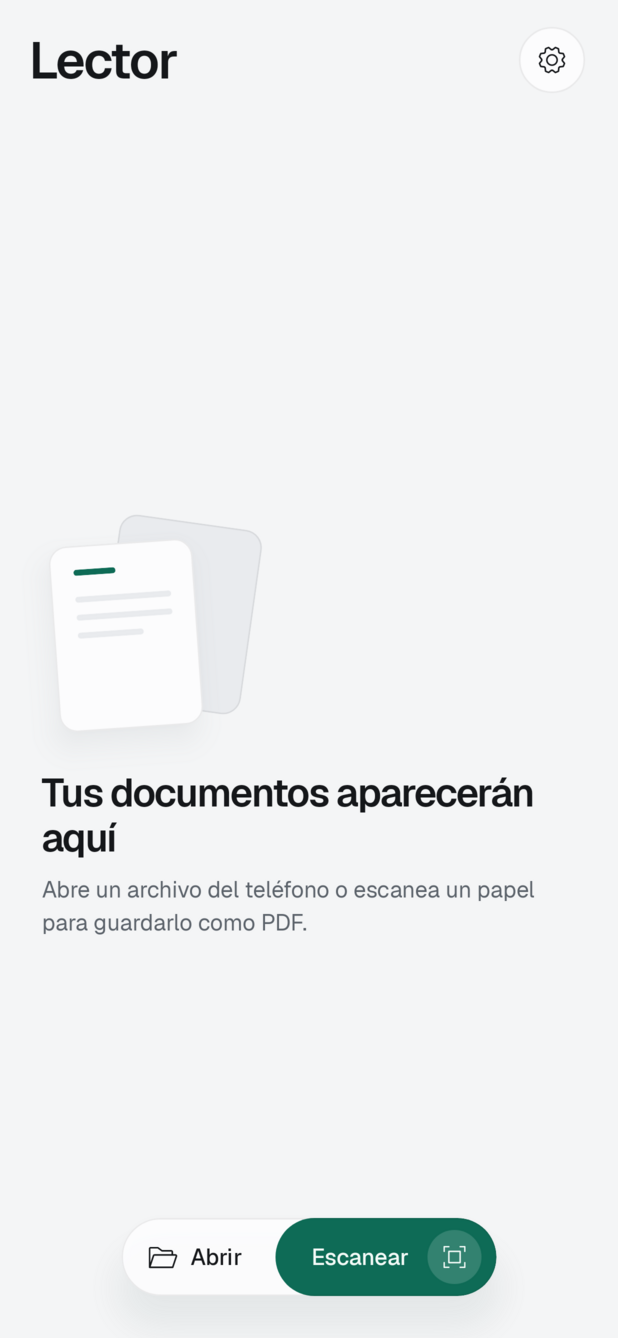 Lector
Tus documentos aparecerán
aquí
Abre un archivo del teléfono o escanea un papel
para guardarlo como PDF.
Abrir
Escanear